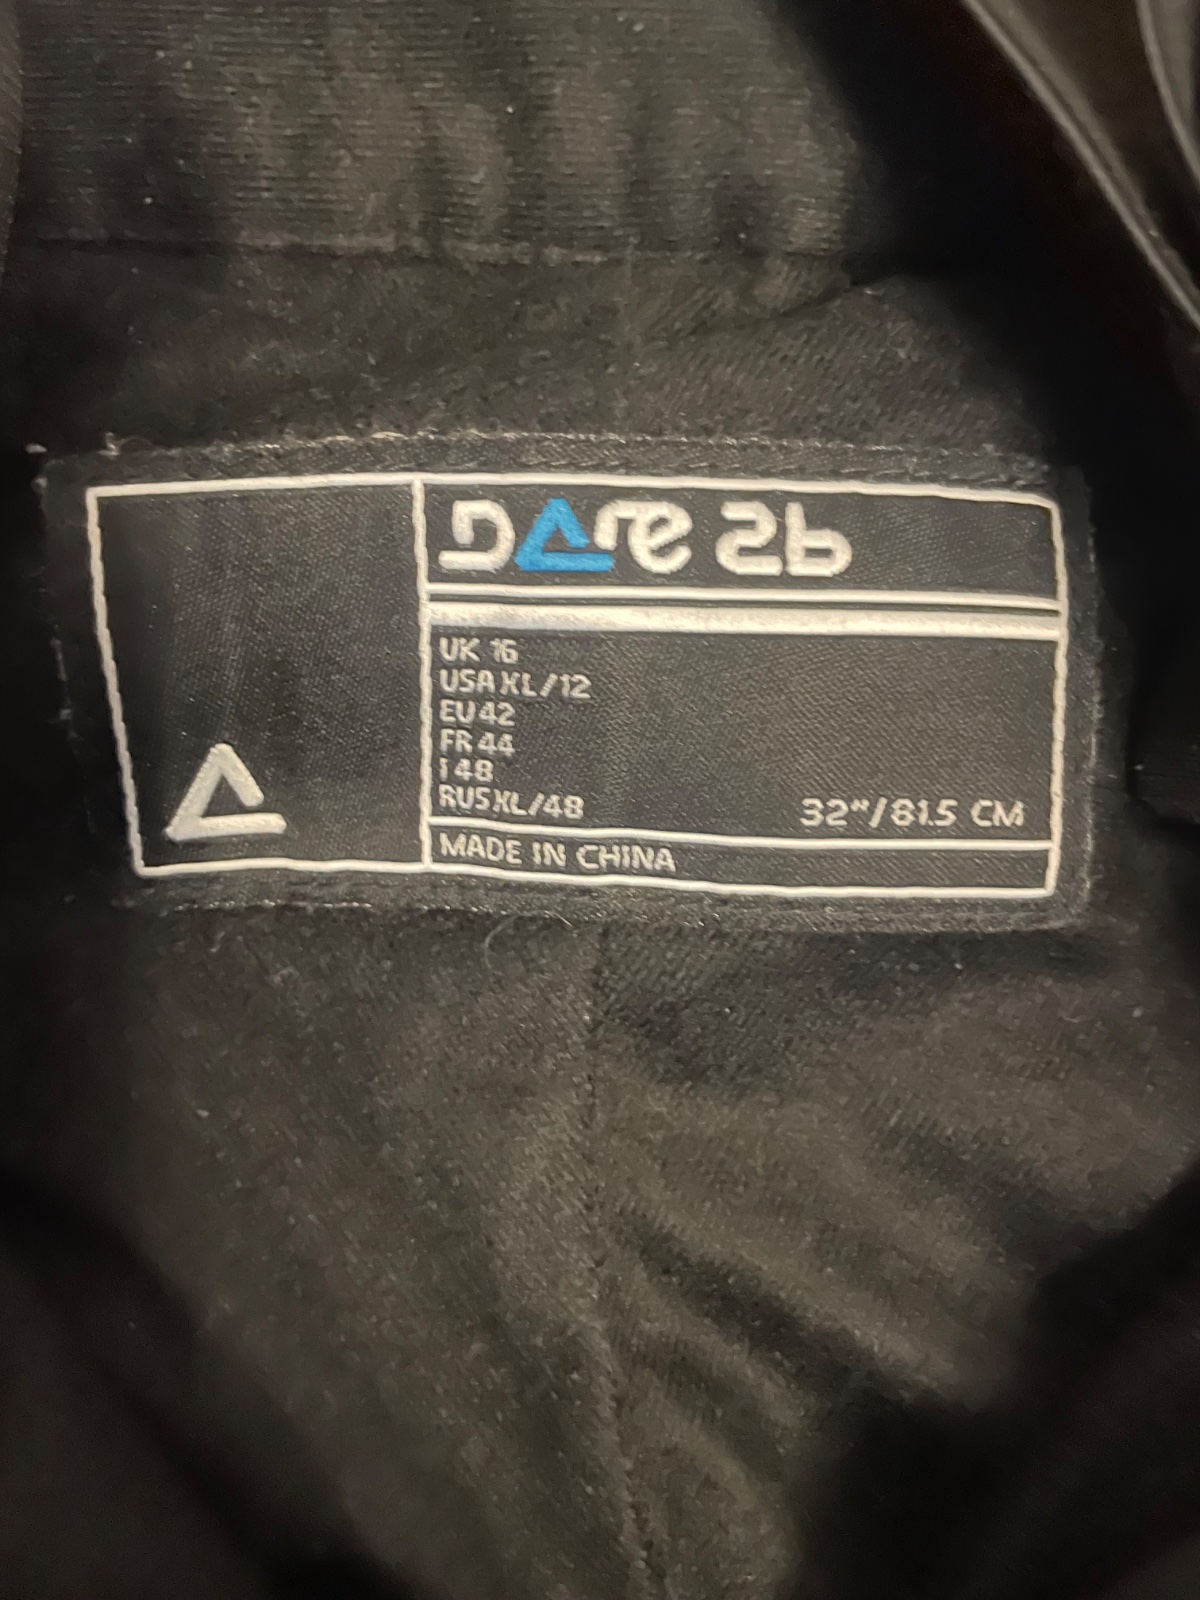 Dare 2b
UK 16
USA XL/12
EU 42
FR 44
I 48
RUS XL/48
32"/81.5 CM
MADE IN CHINA